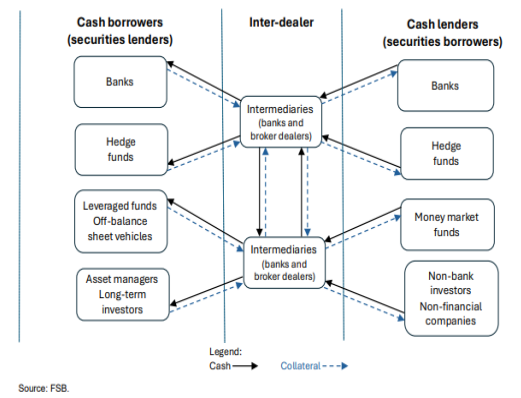 Cash borrowers
(securities lenders)
Inter-dealer
Cash lenders
(securities borrowers)
Banks
Hedge
funds
Leveraged funds
Off-balance
sheet vehicles
Asset managers
Long-term
investors
Intermediaries
(banks and
broker dealers)
Intermediaries
(banks and
broker dealers)
Banks
Hedge
funds
Money market
funds
Non-bank
investors
Non-financial
companies
Legend:
Cash
Collateral
Source: FSB.